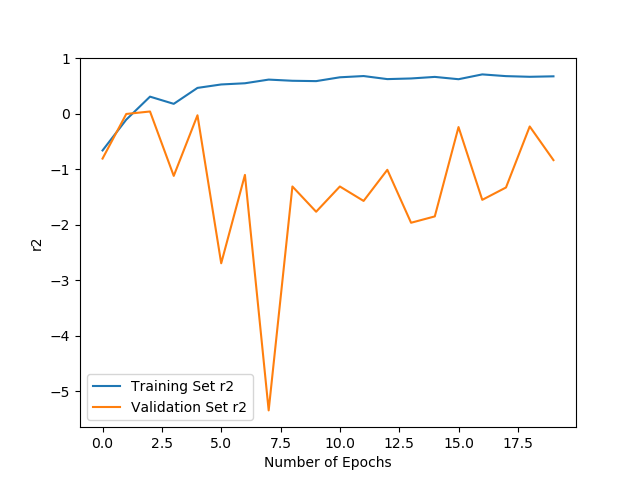 1
0
−1
−2
−3
−4
−5
r2
Training Set r2
Validation Set r2
0.0 2.5 5.0 7.5 10.0 12.5 15.0 17.5
Number of Epochs